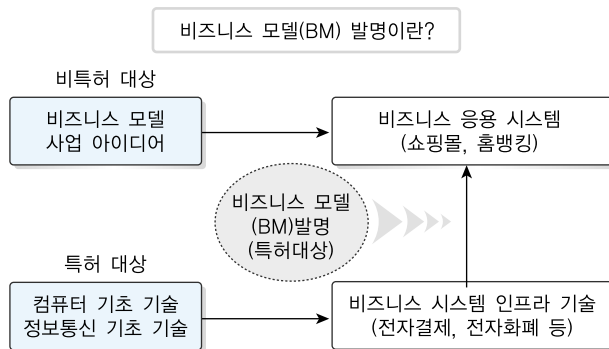 비즈니스 모델(BM) 발명이란?
비특허 대상
비즈니스 모델
사업 아이디어
비즈니스 응용 시스템
(쇼핑몰, 홈뱅킹)
비즈니스 모델
(BM)발명
(특허대상)
특허 대상
컴퓨터 기초 기술
정보통신 기초 기술
비즈니스 시스템 인프라 기술
(전자결제, 전자화폐 등)